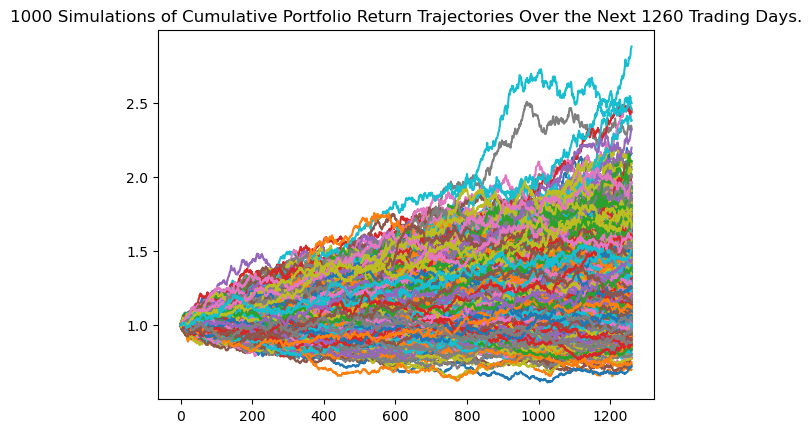 1000 Simulations of Cumulative Portfolio Return Trajectories Over the Next 1260 Trading Days.
2.5
2.0
1.5
1.0
0 200 400 600 800 1000 1200